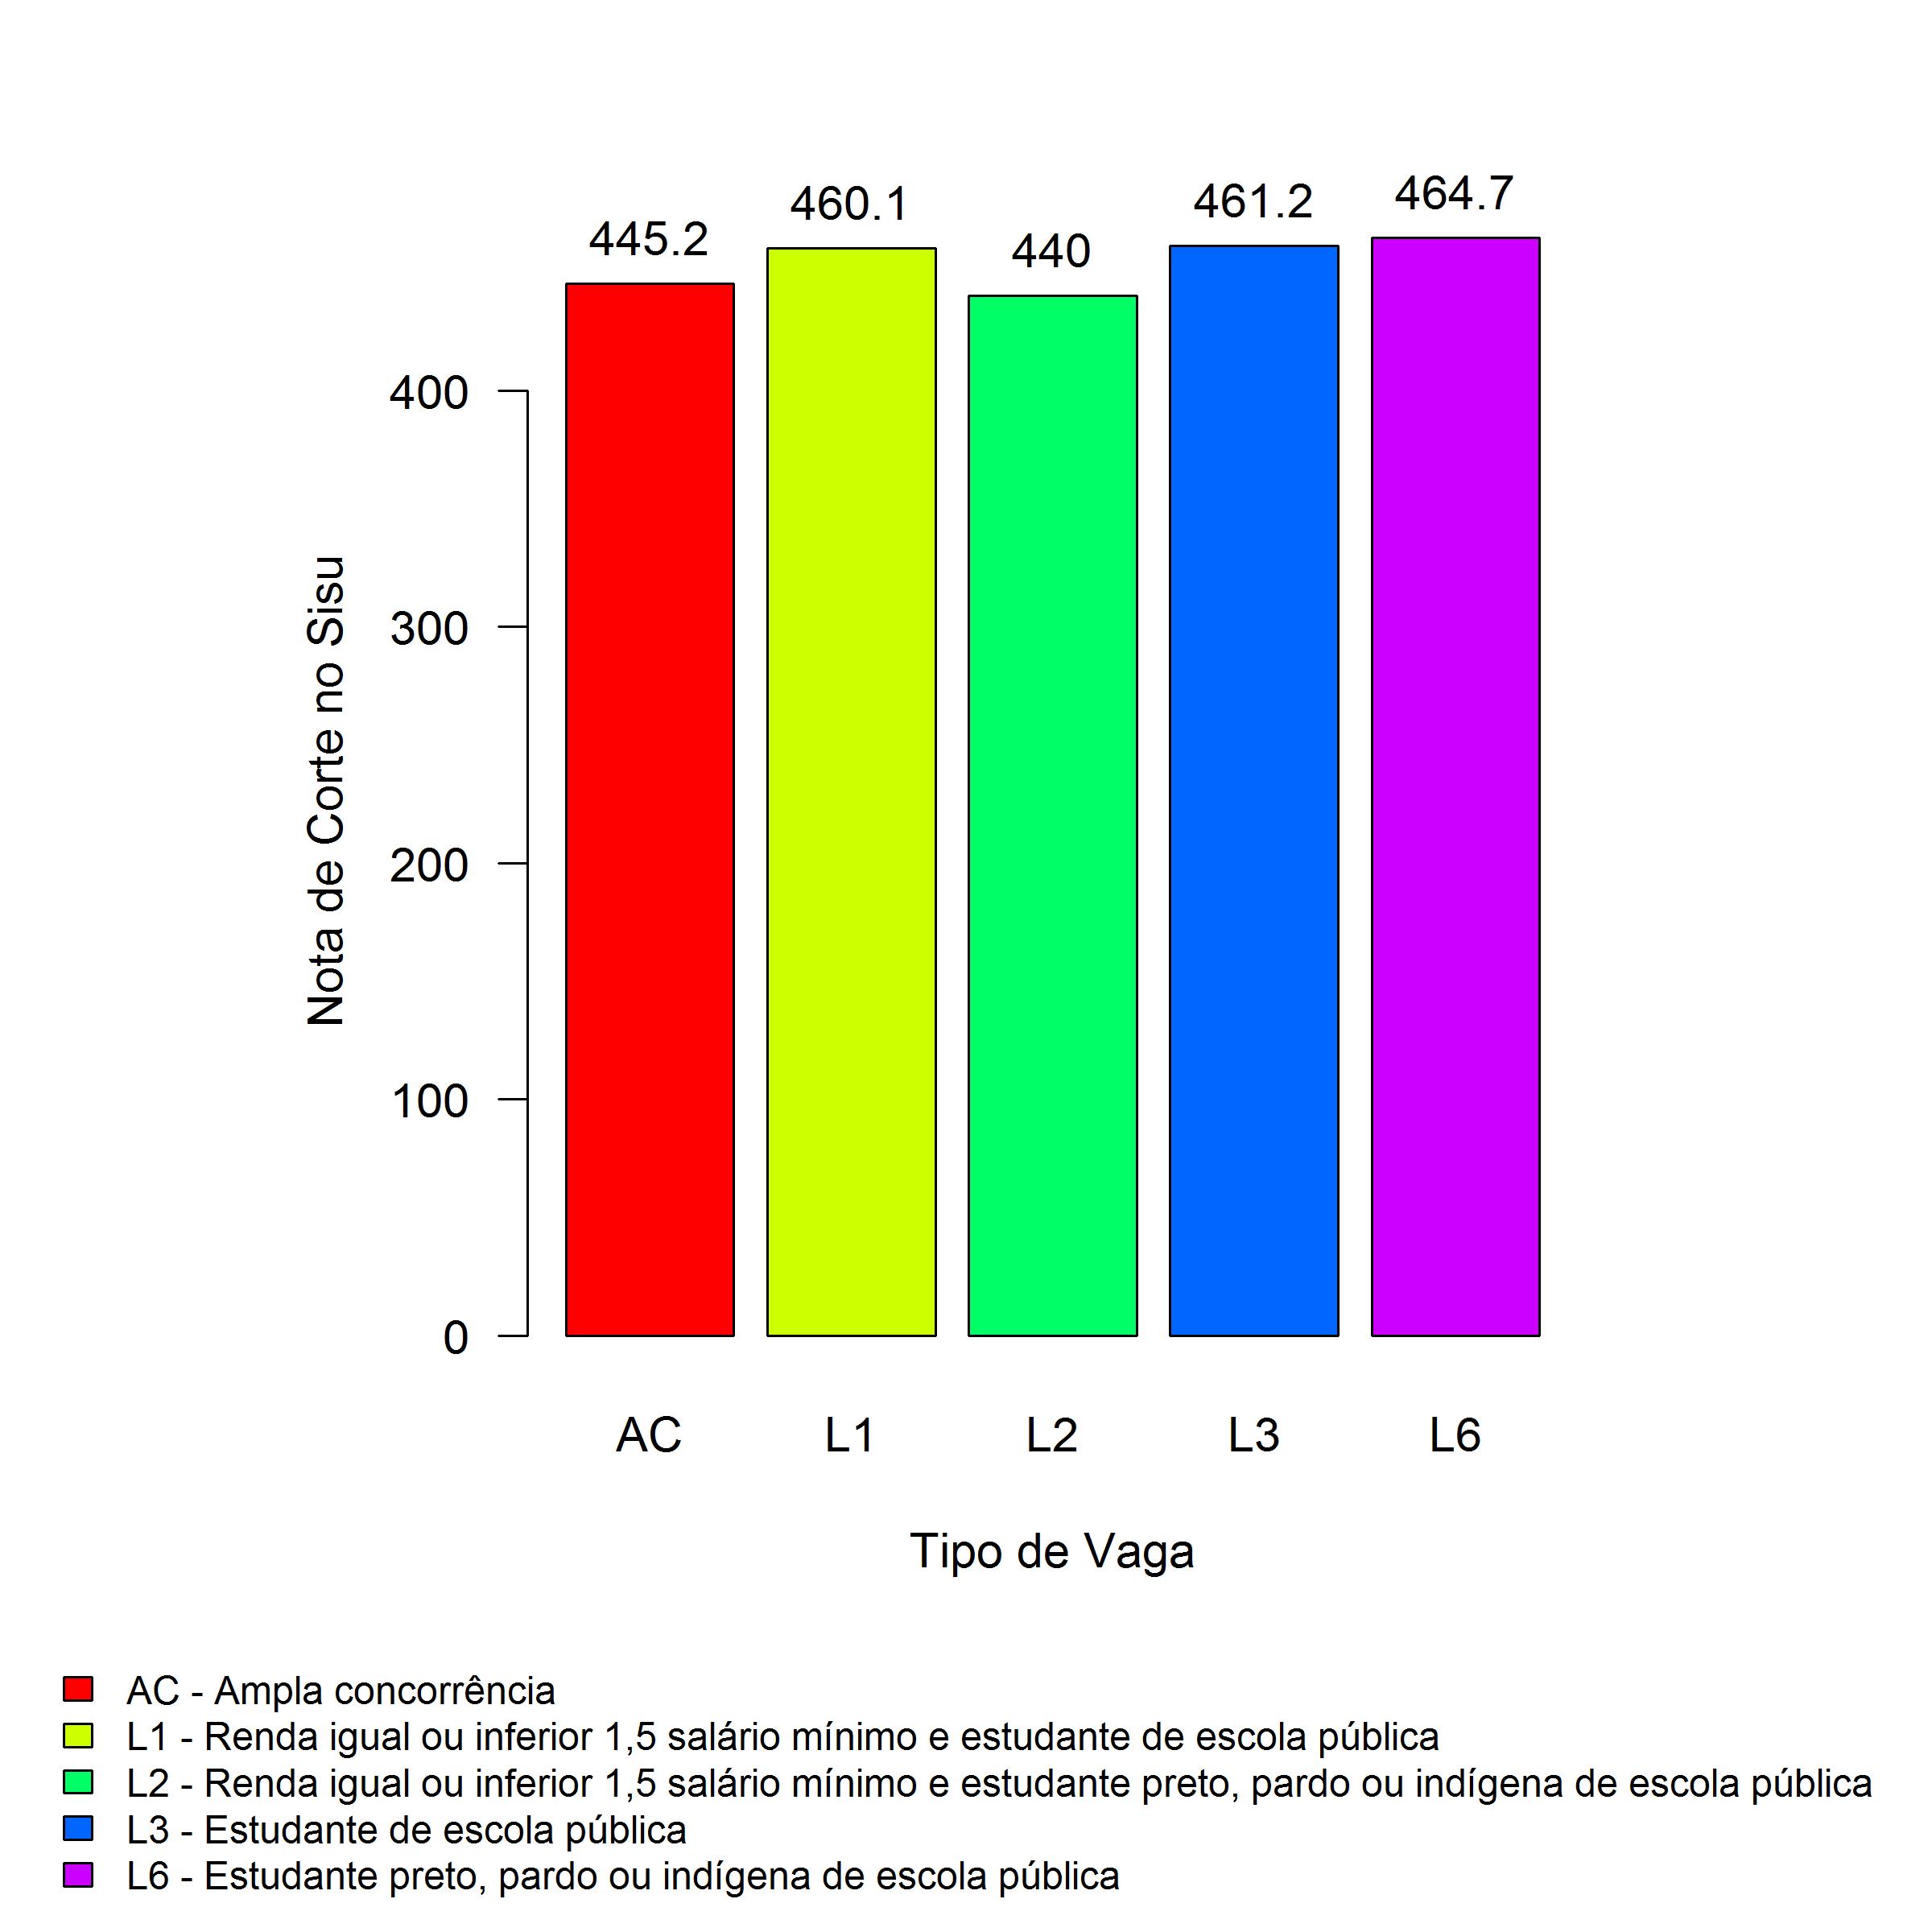 445.2
460.1
440
461.2
464.7
400
300
200
100
0
Nota de Corte no Sisu
AC
L1
L2
L3
L6
Tipo de Vaga
AC - Ampla concorrência
L1 - Renda igual ou inferior 1,5 salário mínimo e estudante de escola pública
L2 - Renda igual ou inferior 1,5 salário mínimo e estudante preto, pardo ou indígena de escola pública
L3 - Estudante de escola pública
L6 - Estudante preto, pardo ou indígena de escola pública